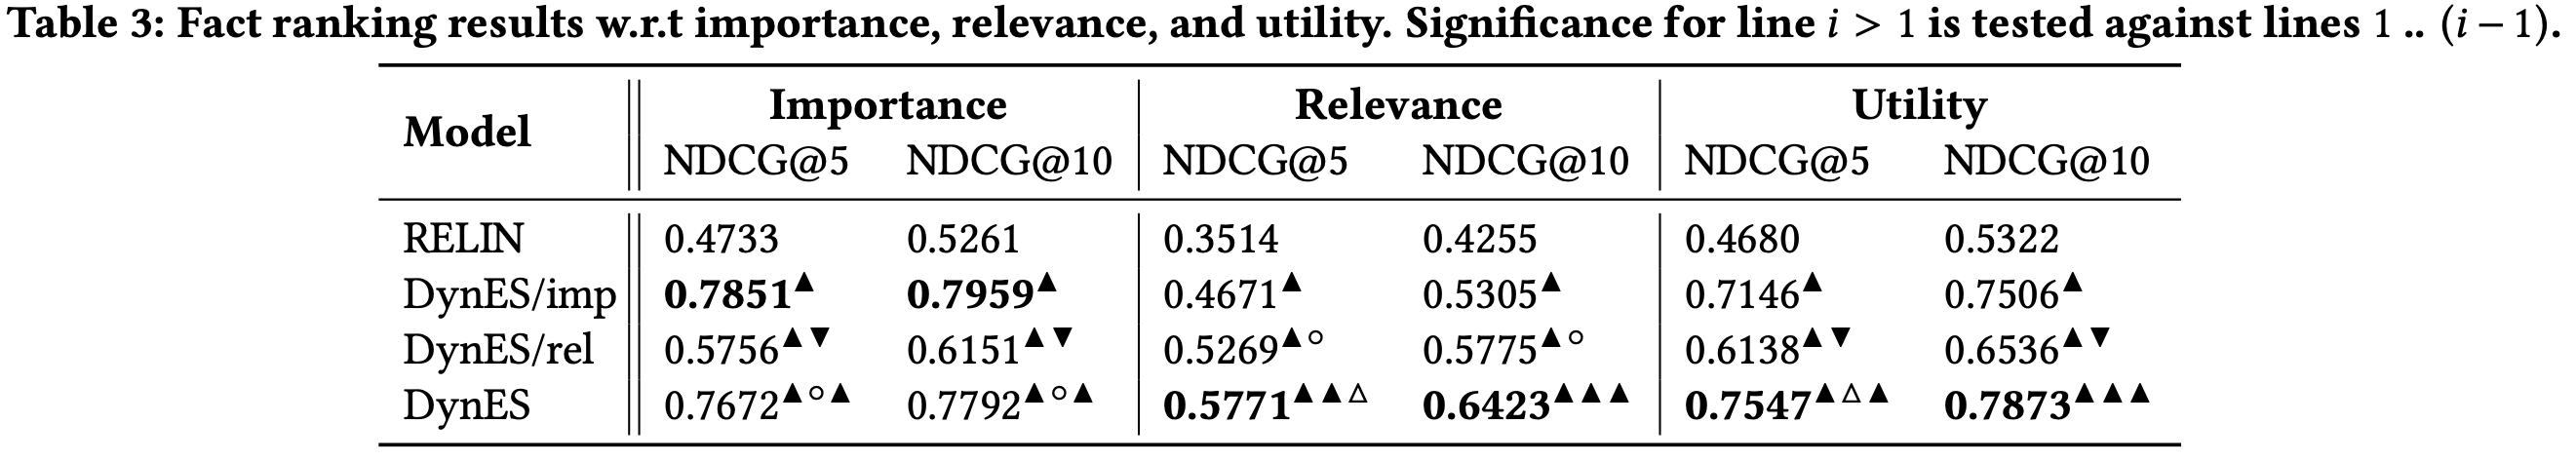 Table 3: Fact ranking results w.r.t importance, relevance, and utility. Significance for line i > 1 is tested against lines 1 .. (i − 1).
Model Importance Relevance Utility
NDCG@5 NDCG@10 NDCG@5 NDCG@10 NDCG@5 NDCG@10
RELIN 0.4733 0.5261 0.3514 0.4255 0.4680 0.5322
DynES/imp 0.7851▲ 0.7959▲ 0.4671▲ 0.5305▲ 0.7146▲ 0.7506▲
DynES/rel 0.5756▲▼ 0.6151▲▼ 0.5269▲○ 0.5775▲○ 0.6138▲▼ 0.6536▲▼
DynES 0.7672▲○▲ 0.7792▲○▲ 0.5771▲▲△ 0.6423▲▲▲ 0.7547▲△▲ 0.7873▲▲▲